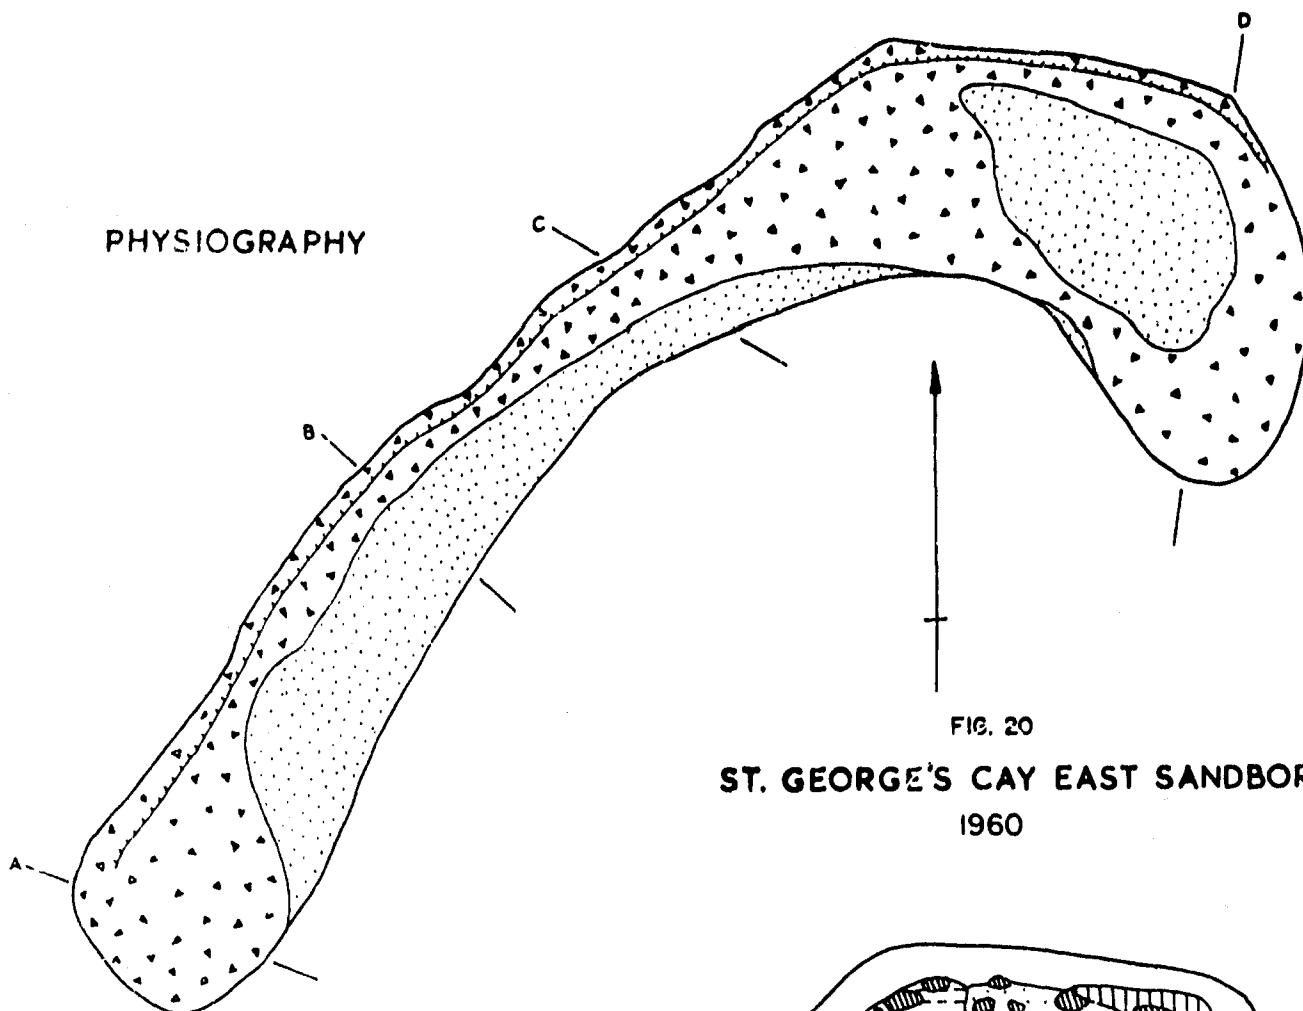 D
PHYSIOGRAPHY
C
B
FIG. 20
ST. GEORGE'S CAY EAST SANDBOR
1960
A